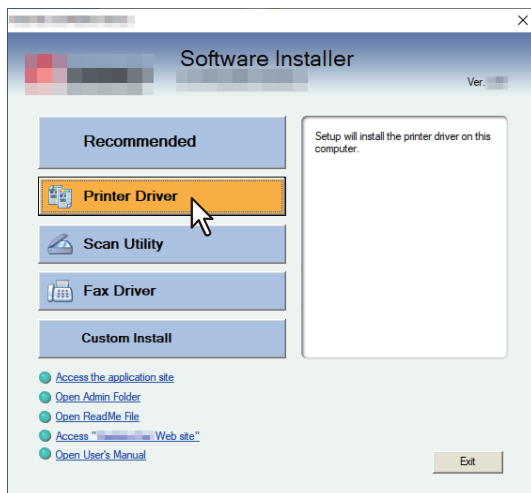 Software Installer
Ver.
Recommended
Setup will install the printer driver on this
computer.
Printer Driver
Scan Utility
Fax Driver
Custom Install
Access the application site
Open Admin Folder
Open ReadMe File
Access " Web site"
Open User's Manual
Exit